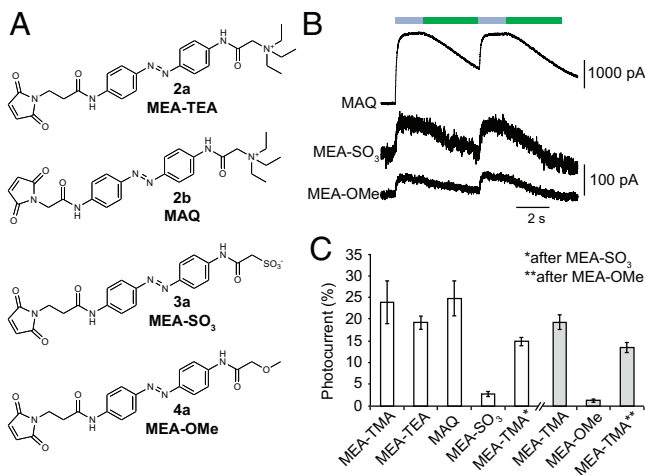 A
O
N
O
O
N
H
N
N
H
N
O
N+
2a
MEA-TEA
O
N
O
O
N
H
N
N
H
N
O
N+
2b
MAQ
O
N
O
O
N
H
N
N
H
N
O
SO3-
3a
MEA-SO3
O
N
O
O
N
H
N
N
H
N
O
O
4a
MEA-OMe
B
1000 pA
MAQ
MEA-SO3
100 pA
MEA-OMe
2 s
C
*after MEA-SO3
**after MEA-OMe
Photocurrent (%)
35
30
25
20
15
10
5
0
MEA-TMA
MEA-TEA
MAQ
MEA-SO3
MEA-TMA*
MEA-TMA
MEA-OMe
MEA-TMA**